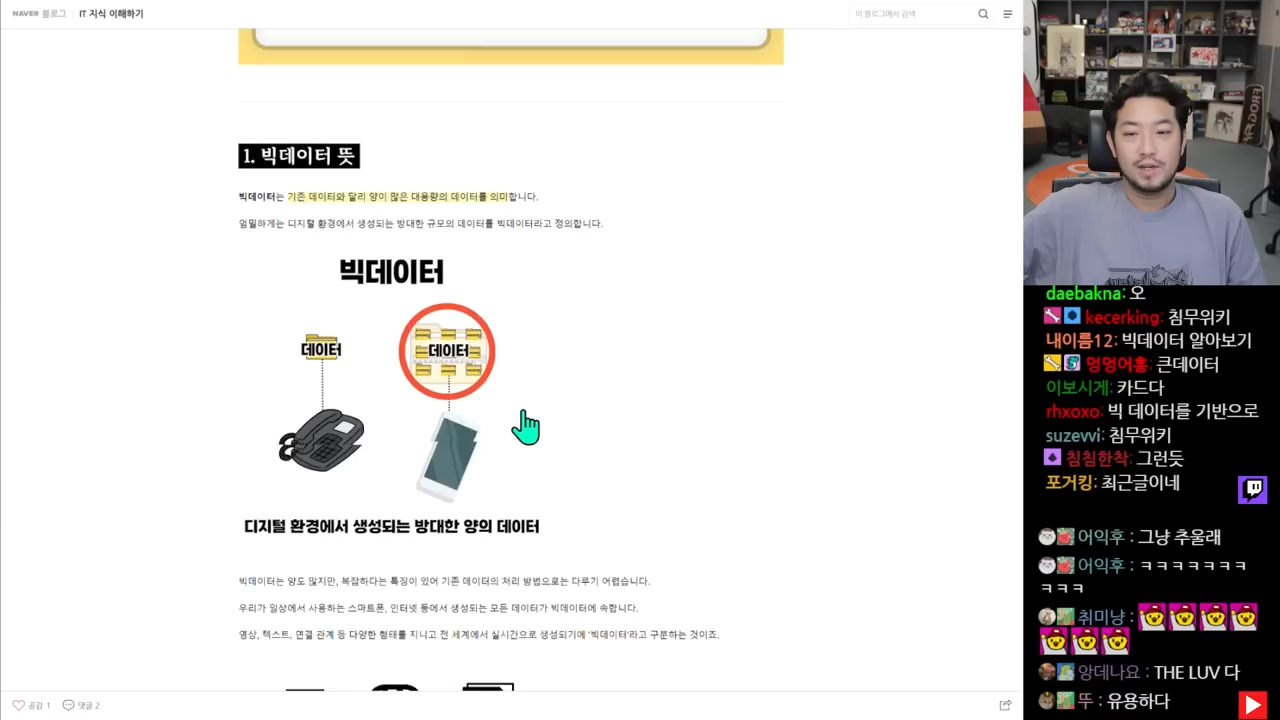 NAVER 블로그 | IT 지식 이해하기
이 블로그에서 검색
1. 빅데이터 뜻
빅데이터는 기존 데이터와 달리 양이 많은 대용량의 데이터를 의미합니다.
엄밀하게는 디지털 환경에서 생성되는 방대한 규모의 데이터를 빅데이터라고 정의합니다.
빅데이터
데이터
데이터
디지털 환경에서 생성되는 방대한 양의 데이터
빅데이터는 양도 많지만, 복잡하다는 특징이 있어 기존 데이터의 처리 방법으로는 다루기 어렵습니다.
우리가 일상에서 사용하는 스마트폰, 인터넷 등에서 생성되는 모든 데이터가 빅데이터에 속합니다.
영상, 텍스트, 연결 관계 등 다양한 형태를 지니고 전 세계에서 실시간으로 생성되기에 '빅데이터'라고 구분하는 것이죠.
공감 1 댓글 2
FROG
daebakna: 오
kecerking: 침무위키
내이름12: 빅데이터 알아보기
멍멍어흥: 큰데이터
이보시게: 카드다
rhxoxo: 빅 데이터를 기반으로
suzevvi: 침무위키
침침한착: 그런듯
포거킹: 최근글이네
어익후 : 그냥 추울래
어익후 : ㅋㅋㅋㅋㅋㅋㅋ
ㅋㅋㅋ
취미냥 :
앙데나요 : THE LUV 다
뚜 : 유용하다